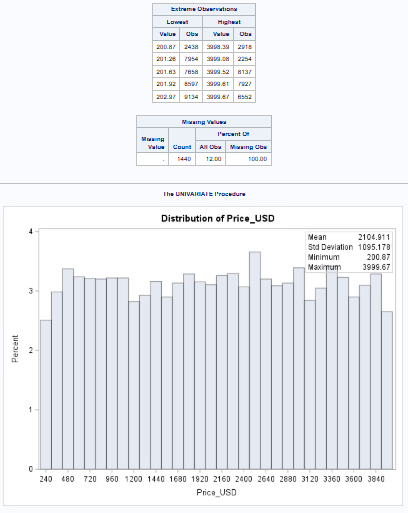 Extreme Observations
Lowest Highest
Value Obs Value Obs
200.87 2438 3998.39 2918
201.26 7954 3999.08 2254
201.63 7658 3999.52 8137
201.92 8597 3999.61 7927
202.97 9134 3999.67 6552
Missing Values
Missing Value Count Percent Of
All Obs Missing Obs
. 1440 12.00 100.00
The UNIVARIATE Procedure
Distribution of Price_USD
Mean 2104.911
Std Deviation 1095.178
Minimum 200.87
Maximum 3999.67
4
3
2
1
0
Percent
240 480 720 960 1200 1440 1680 1920 2160 2400 2640 2880 3120 3360 3600 3840
Price_USD